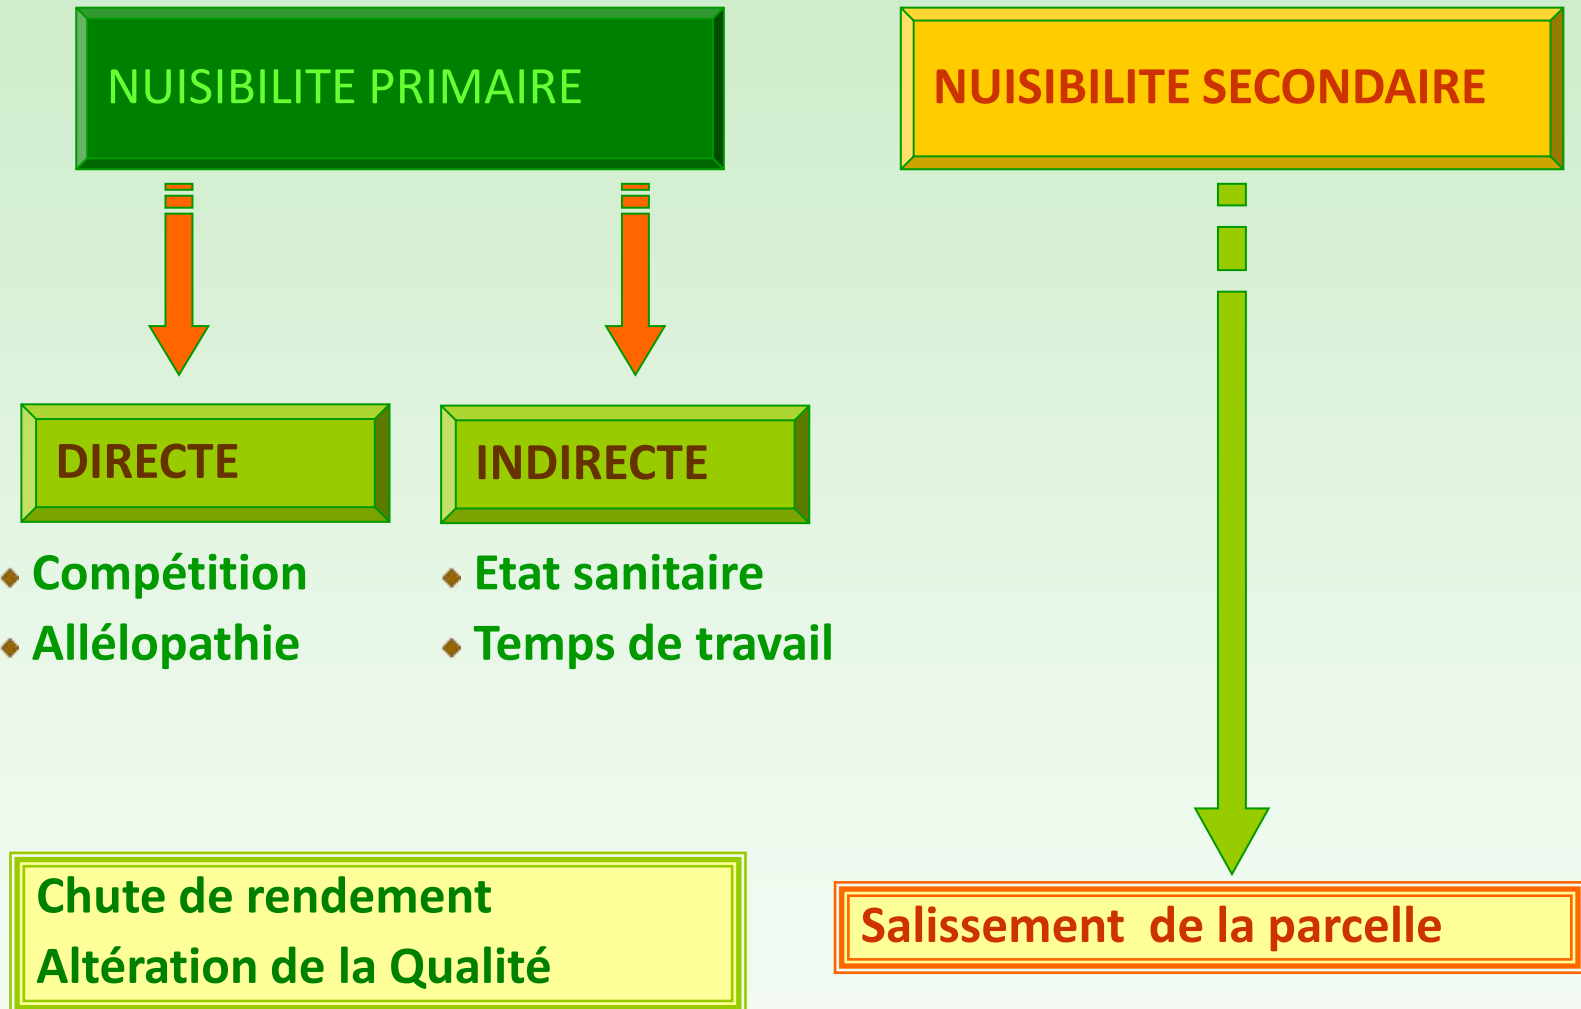 NUISIBILITE PRIMAIRE
NUISIBILITE SECONDAIRE
DIRECTE
INDIRECTE
Compétition
Allélopathie
Etat sanitaire
Temps de travail
Chute de rendement
Altération de la Qualité
Salissement de la parcelle